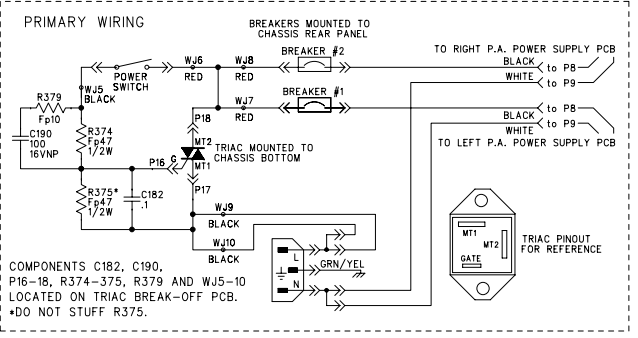 PRIMARY WIRING
BREAKERS MOUNTED TO
CHASSIS REAR PANEL
BREAKER #2
WJ6
RED
WJ8
RED
POWER
SWITCH
WJ5
BLACK
TO RIGHT P.A. POWER SUPPLY PCB
BLACK
to P8
WHITE
to P9
R379
Fp10
C190
100
16VNP
R374
Fp47
1/2W
P18
WJ7
RED
BREAKER #1
to P8
BLACK
to P9
WHITE
TO LEFT P.A. POWER SUPPLY PCB
MT2
MT1
TRIAC MOUNTED TO
CHASSIS BOTTOM
P16
G
P17
R375*
Fp47
1/2W
C182
.1
WJ9
BLACK
WJ10
BLACK
L
GRN/YEL
N
MT1
MT2
GATE
TRIAC PINOUT
FOR REFERENCE
COMPONENTS C182, C190,
P16-18, R374-375, R379 AND WJ5-10
LOCATED ON TRIAC BREAK-OFF PCB.
*DO NOT STUFF R375.